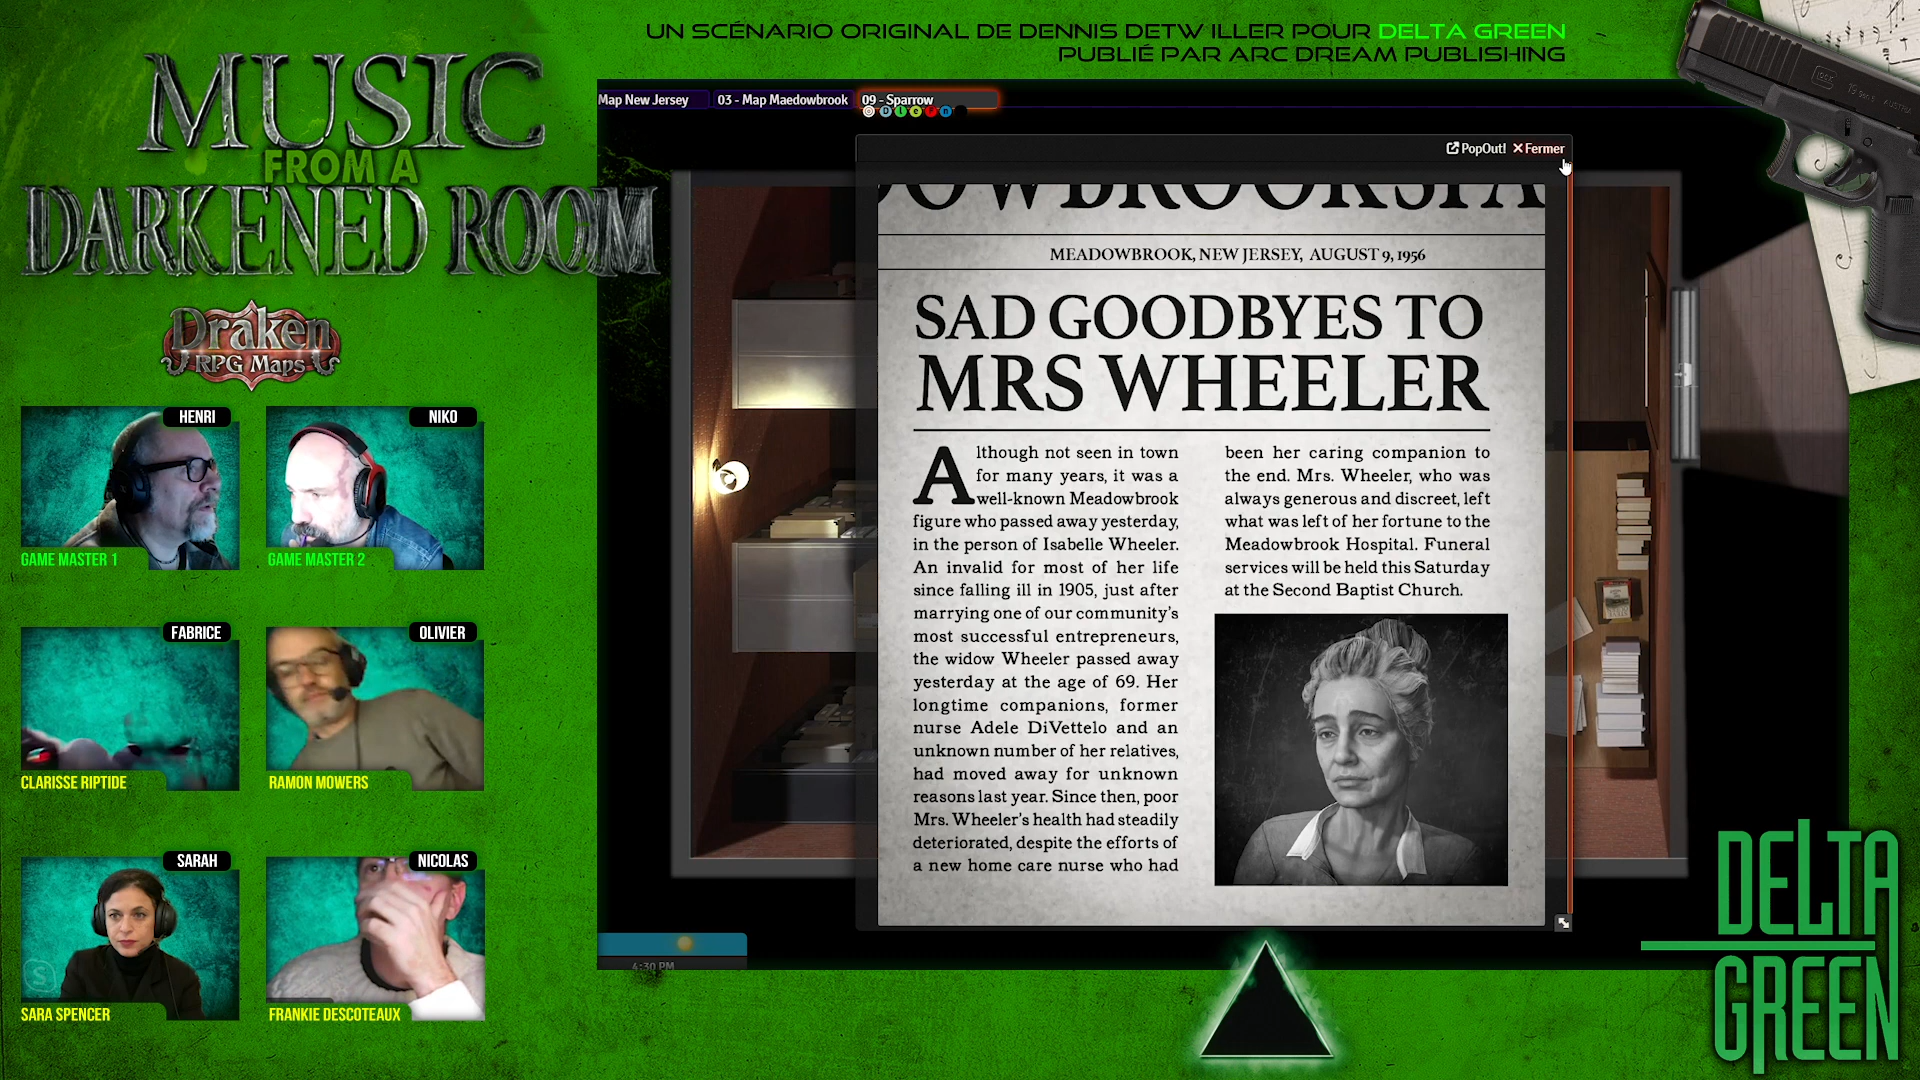 UN SCÉNARIO ORIGINAL DE DENNIS DETW ILLER POUR DELTA GREEN
PUBLIÉ PAR ARC DREAM PUBLISHING
MUSIC
FROM A
DARKENED ROOM
Draken
RPG Maps
HENRI
GAME MASTER 1
NIKO
GAME MASTER 2
FABRICE
CLARISSE RIPTIDE
OLIVIER
RAMON MOWERS
SARAH
SARA SPENCER
NICOLAS
FRANKIE DESCOTEAUX
Map New Jersey
03 - Map Maedowbrook
09 - Sparrow
PopOut!
Fermer
MEADOWBROOK, NEW JERSEY, AUGUST 9, 1956
SAD GOODBYES TO
MRS WHEELER
Although not seen in town
for many years, it was a
well-known Meadowbrook
figure who passed away yesterday,
in the person of Isabelle Wheeler.
An invalid for most of her life
since falling ill in 1905, just after
marrying one of our community's
most successful entrepreneurs,
the widow Wheeler passed away
yesterday at the age of 69. Her
longtime companions, former
nurse Adele DiVettelo and an
unknown number of her relatives,
had moved away for unknown
reasons last year. Since then, poor
Mrs. Wheeler's health had steadily
deteriorated, despite the efforts of
a new home care nurse who had
been her caring companion to
the end. Mrs. Wheeler, who was
always generous and discreet, left
what was left of her fortune to the
Meadowbrook Hospital. Funeral
services will be held this Saturday
at the Second Baptist Church.
4:30 PM
GLOCK
19
AUSTRIA
DELTA
GREEN